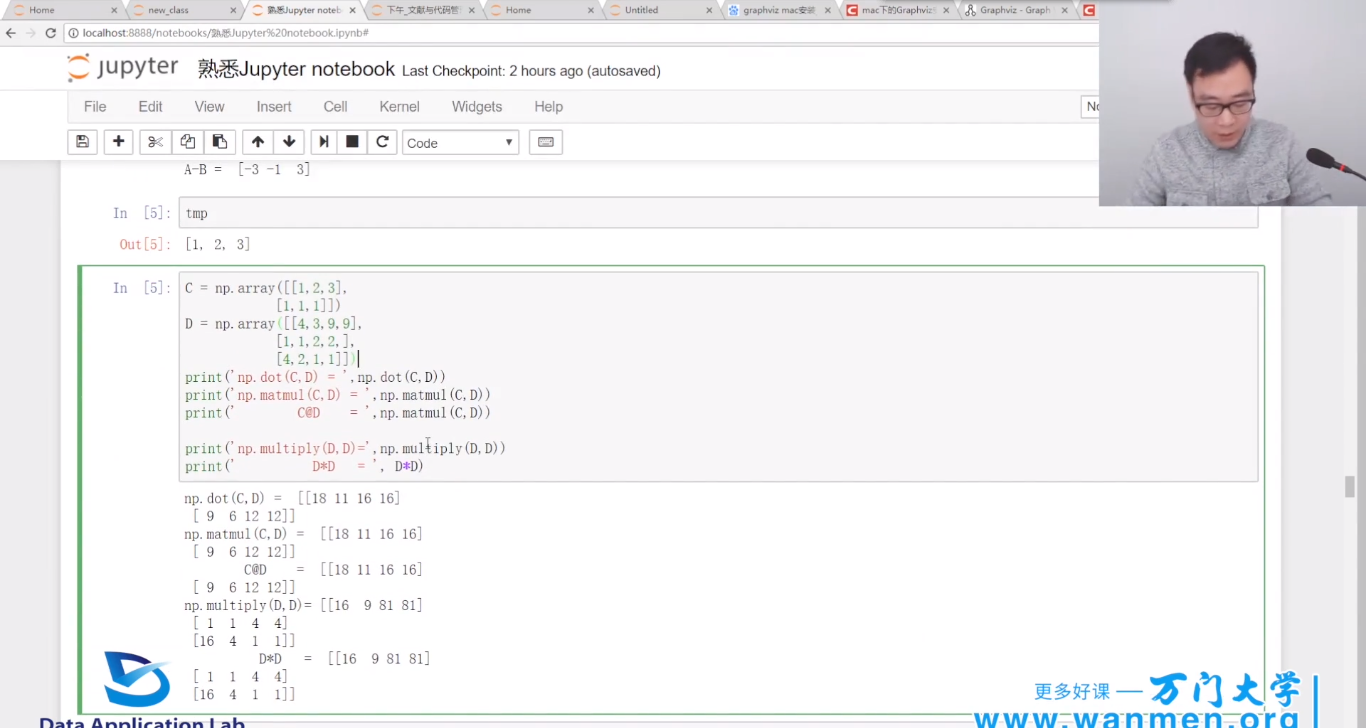 Home × new_class × 熟悉Jupyter noteb × 下午_文献与代码哲 × Home × Untitled × graphviz mac安装_ × mac下的Graphviz × Graphviz - Graph ×
localhost:8888/notebooks/熟悉Jupyter%20notebook.ipynb#
jupyter 熟悉Jupyter notebook Last Checkpoint: 2 hours ago (autosaved)
File Edit View Insert Cell Kernel Widgets Help
Code
A-B = [-3 -1  3]
In [5]: tmp
Out[5]: [1, 2, 3]
In [5]: C = np.array([[1,2,3],
[1,1,1]])
D = np.array([[4,3,9,9],
[1,1,2,2,],
[4,2,1,1]])
print('np.dot(C,D) = ',np.dot(C,D))
print('np.matmul(C,D) = ',np.matmul(C,D))
print('        C@D    = ',np.matmul(C,D))
print('np.multiply(D,D)=',np.multiply(D,D))
print('          D*D   = ', D*D)
np.dot(C,D) =  [[18 11 16 16]
[ 9  6 12 12]]
np.matmul(C,D) =  [[18 11 16 16]
[ 9  6 12 12]]
C@D    =  [[18 11 16 16]
[ 9  6 12 12]]
np.multiply(D,D)= [[16  9 81 81]
[ 1  1  4  4]
[16  4  1  1]]
D*D   =  [[16  9 81 81]
[ 1  1  4  4]
[16  4  1  1]]
Data Application Lab
更多好课 — 万门大学
www.wanmen.org